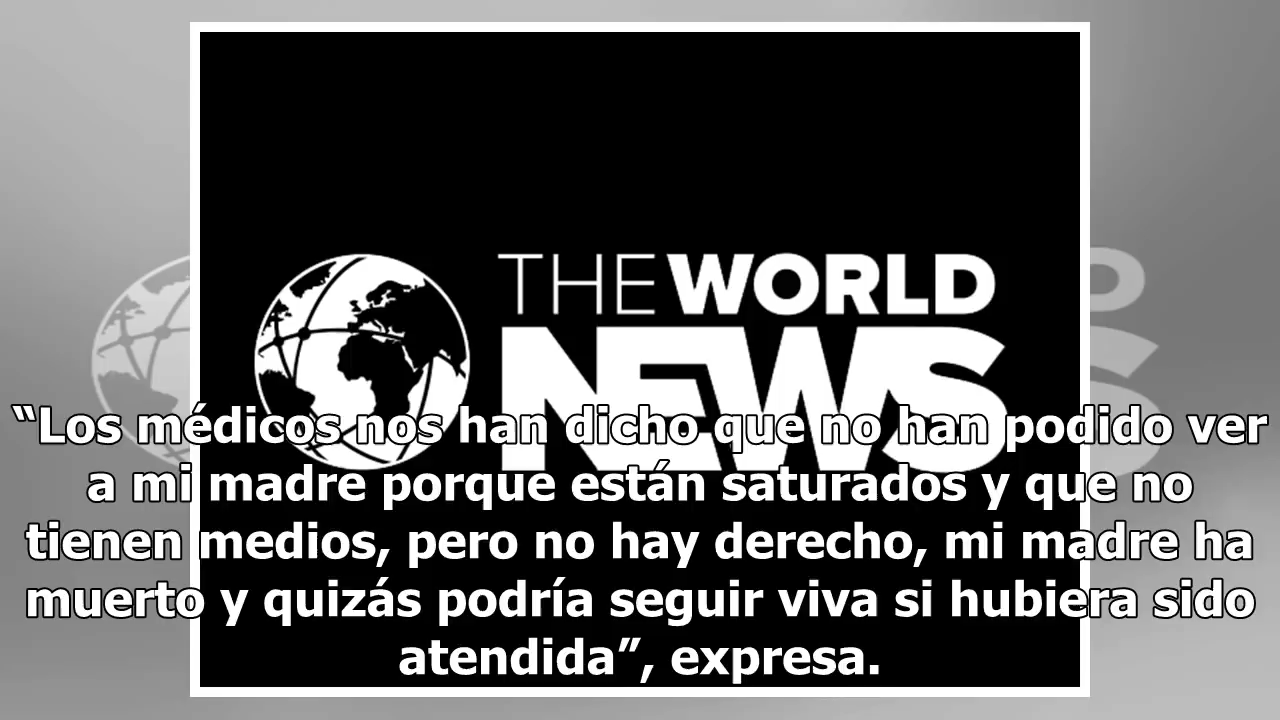 THE WORLD
NEWS
“Los médicos nos han dicho que no han podido ver
a mi madre porque están saturados y que no
tienen medios, pero no hay derecho, mi madre ha
muerto y quizás podría seguir viva si hubiera sido
atendida”, expresa.